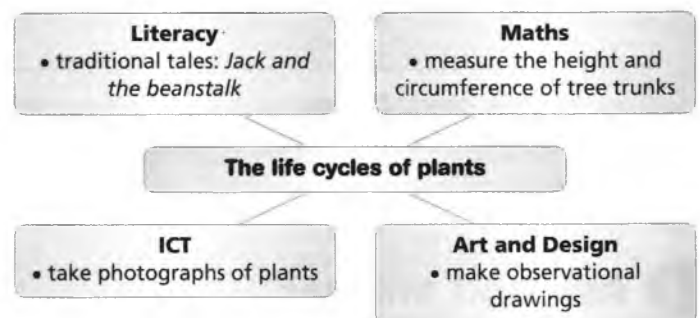 Literacy
• traditional tales: Jack and
the beanstalk
Maths
• measure the height and
circumference of tree trunks
The life cycles of plants
ICT
• take photographs of plants
Art and Design
• make observational
drawings